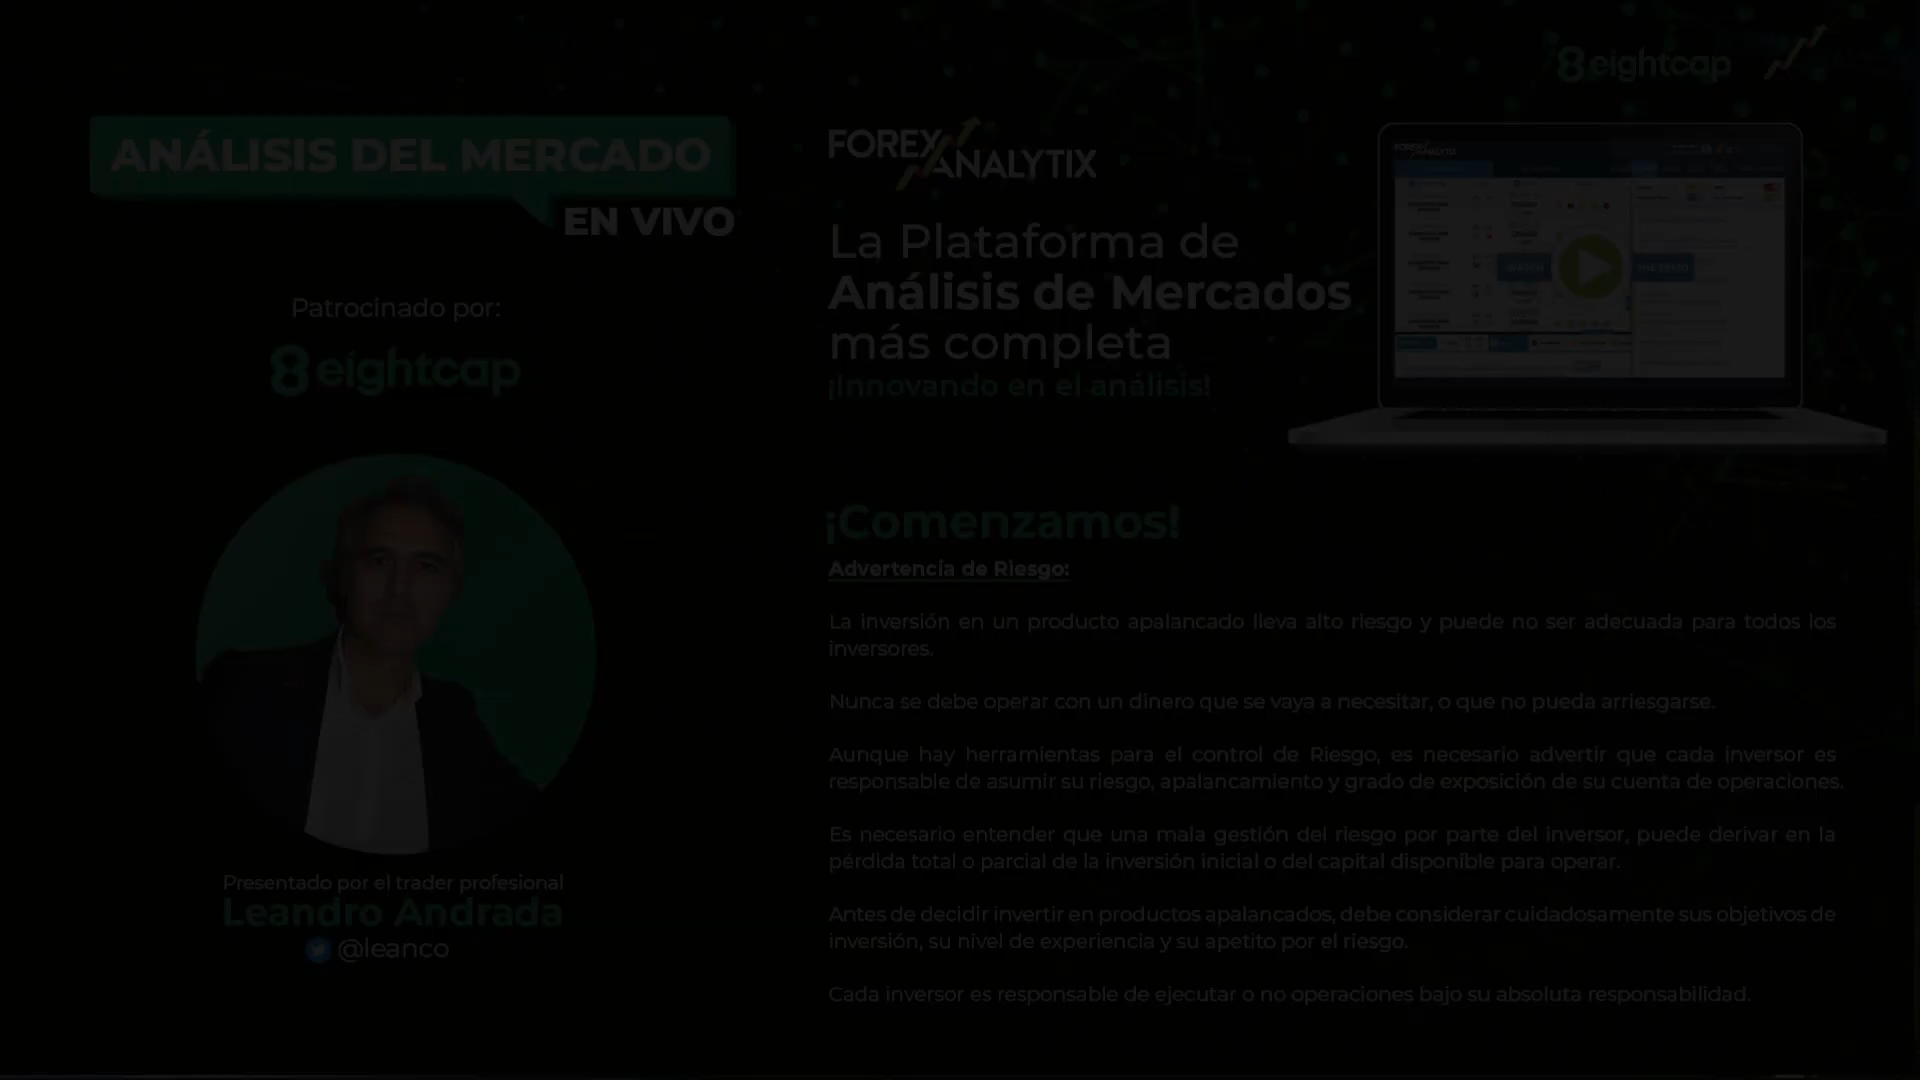 8eightcap
ANÁLISIS DEL MERCADO
EN VIVO
Patrocinado por:
8eightcap
Presentado por el trader profesional
Leandro Andrada
@leanco
FOREX
ANALYTIX
La Plataforma de
Análisis de Mercados
más completa
¡Innovando en el análisis!
¡Comenzamos!
Advertencia de Riesgo:
La inversión en un producto apalancado lleva alto riesgo y puede no ser adecuada para todos los
inversores.
Nunca se debe operar con un dinero que se vaya a necesitar, o que no pueda arriesgarse.
Aunque hay herramientas para el control de Riesgo, es necesario advertir que cada inversor es
responsable de asumir su riesgo, apalancamiento y grado de exposición de su cuenta de operaciones.
Es necesario entender que una mala gestión del riesgo por parte del inversor, puede derivar en la
pérdida total o parcial de la inversión inicial o del capital disponible para operar.
Antes de decidir invertir en productos apalancados, debe considerar cuidadosamente sus objetivos de
inversión, su nivel de experiencia y su apetito por el riesgo.
Cada inversor es responsable de ejecutar o no operaciones bajo su absoluta responsabilidad.